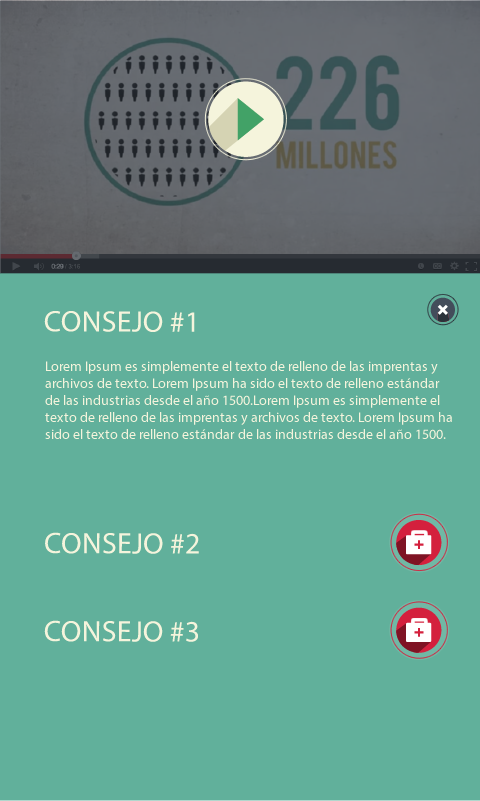 226
MILLONES
0:29 / 3:15
CONSEJO #1
Lorem Ipsum es simplemente el texto de relleno de las imprentas y
archivos de texto. Lorem Ipsum ha sido el texto de relleno estándar
de las industrias desde el año 1500.Lorem Ipsum es simplemente el
texto de relleno de las imprentas y archivos de texto. Lorem Ipsum ha
sido el texto de relleno estándar de las industrias desde el año 1500.
CONSEJO #2
CONSEJO #3